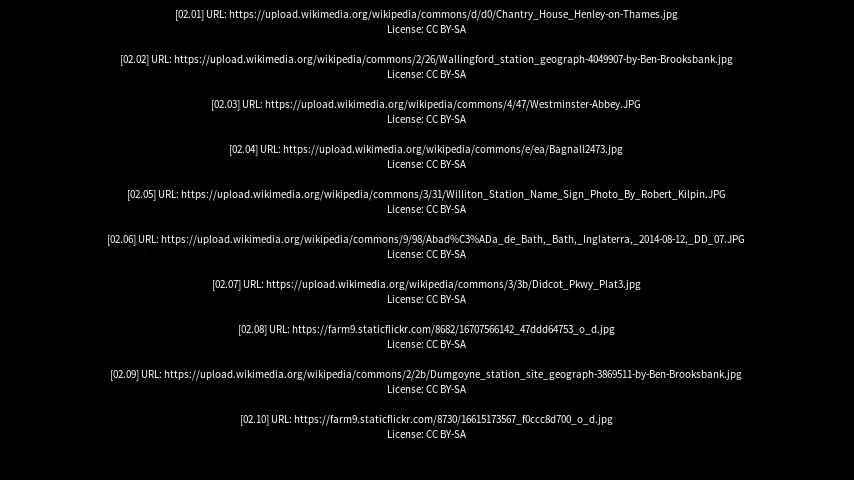 [02.01] URL: https://upload.wikimedia.org/wikipedia/commons/d/d0/Chantry_House_Henley-on-Thames.jpg
License: CC BY-SA
[02.02] URL: https://upload.wikimedia.org/wikipedia/commons/2/26/Wallingford_station_geograph-4049907-by-Ben-Brooksbank.jpg
License: CC BY-SA
[02.03] URL: https://upload.wikimedia.org/wikipedia/commons/4/47/Westminster-Abbey.JPG
License: CC BY-SA
[02.04] URL: https://upload.wikimedia.org/wikipedia/commons/e/ea/Bagnall2473.jpg
License: CC BY-SA
[02.05] URL: https://upload.wikimedia.org/wikipedia/commons/3/31/Williton_Station_Name_Sign_Photo_By_Robert_Kilpin.JPG
License: CC BY-SA
[02.06] URL: https://upload.wikimedia.org/wikipedia/commons/9/98/Abad%C3%ADa_de_Bath,_Bath,_Inglaterra,_2014-08-12,_DD_07.JPG
License: CC BY-SA
[02.07] URL: https://upload.wikimedia.org/wikipedia/commons/3/3b/Didcot_Pkwy_Plat3.jpg
License: CC BY-SA
[02.08] URL: https://farm9.staticflickr.com/8682/16707566142_47ddd64753_o_d.jpg
License: CC BY-SA
[02.09] URL: https://upload.wikimedia.org/wikipedia/commons/2/2b/Dumgoyne_station_site_geograph-3869511-by-Ben-Brooksbank.jpg
License: CC BY-SA
[02.10] URL: https://farm9.staticflickr.com/8730/16615173567_f0ccc8d700_o_d.jpg
License: CC BY-SA